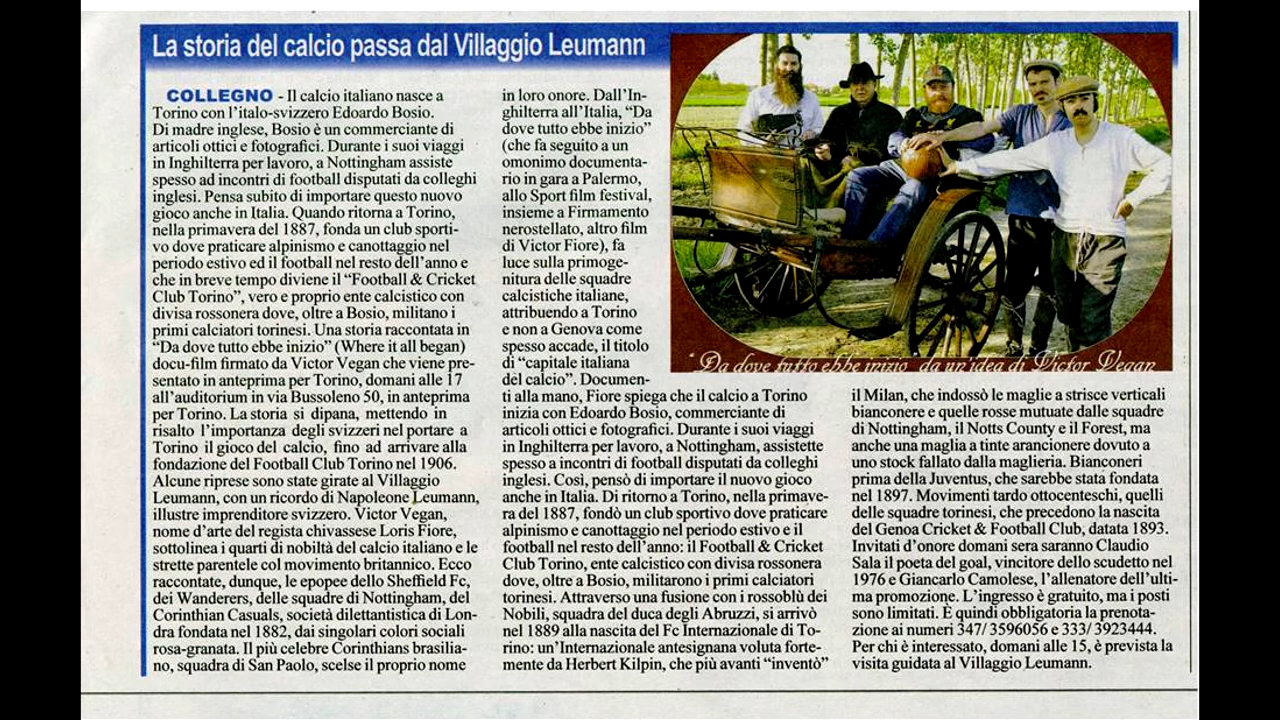 La storia del calcio passa dal Villaggio Leumann
COLLEGNO - Il calcio italiano nasce a
Torino con l'italo-svizzero Edoardo Bosio.
Di madre inglese, Bosio è un commerciante di
articoli ottici e fotografici. Durante i suoi viaggi
in Inghilterra per lavoro, a Nottingham assiste
spesso ad incontri di football disputati da colleghi
inglesi. Pensa subito di importare questo nuovo
gioco anche in Italia. Quando ritorna a Torino,
nella primavera del 1887, fonda un club sporti-
vo dove praticare alpinismo e canottaggio nel
periodo estivo ed il football nel resto dell'anno e
che in breve tempo diviene il "Football & Cricket
Club Torino", vero e proprio ente calcistico con
divisa rossonera dove, oltre a Bosio, militano i
primi calciatori torinesi. Una storia raccontata in
"Da dove tutto ebbe inizio" (Where it all began)
docu-film firmato da Victor Vegan che viene pre-
sentato in anteprima per Torino, domani alle 17
all'auditorium in via Bussoleno 50, in anteprima
per Torino. La storia si dipana, mettendo in
risalto l'importanza degli svizzeri nel portare a
Torino il gioco del calcio, fino ad arrivare alla
fondazione del Football Club Torino nel 1906.
Alcune riprese sono state girate al Villaggio
Leumann, con un ricordo di Napoleone Leumann,
illustre imprenditore svizzero. Victor Vegan,
nome d'arte del regista chivassese Loris Fiore,
sottolinea i quarti di nobiltà del calcio italiano e le
strette parentele col movimento britannico. Ecco
raccontate, dunque, le epopee dello Sheffield Fc,
dei Wanderers, delle squadre di Nottingham, del
Corinthian Casuals, società dilettantistica di Lon-
dra fondata nel 1882, dai singolari colori sociali
rosa-granata. Il più celebre Corinthians brasilia-
no, squadra di San Paolo, scelse il proprio nome
in loro onore. Dall'In-
ghilterra all'Italia, "Da
dove tutto ebbe inizio"
(che fa seguito a un
omonimo documenta-
rio in gara a Palermo,
allo Sport film festival,
insieme a Firmamento
nerostellato, altro film
di Victor Fiore), fa
luce sulla primoge-
nitura delle squadre
calcistiche italiane,
attribuendo a Torino
e non a Genova come
spesso accade, il titolo
di "capitale italiana
del calcio". Documen-
ti alla mano, Fiore spiega che il calcio a Torino
inizia con Edoardo Bosio, commerciante di
articoli ottici e fotografici. Durante i suoi viaggi
in Inghilterra per lavoro, a Nottingham, assistette
spesso a incontri di football disputati da colleghi
inglesi. Così, pensò di importare il nuovo gioco
anche in Italia. Di ritorno a Torino, nella primave-
ra del 1887, fondò un club sportivo dove praticare
alpinismo e canottaggio nel periodo estivo e il
football nel resto dell'anno: il Football & Cricket
Club Torino, ente calcistico con divisa rossonera
dove, oltre a Bosio, militarono i primi calciatori
torinesi. Attraverso una fusione con i rossoblù dei
Nobili, squadra del duca degli Abruzzi, si arrivò
nel 1889 alla nascita del Fc Internazionale di To-
rino: un'Internazionale antesignana voluta forte-
mente da Herbert Kilpin, che più avanti "inventò"
"Da dove tutto ebbe inizio da un'idea di Victor Vegan
il Milan, che indossò le maglie a strisce verticali
bianconere e quelle rosse mutuate dalle squadre
di Nottingham, il Notts County e il Forest, ma
anche una maglia a tinte arancionere dovuto a
uno stock fallato dalla maglieria. Bianconeri
prima della Juventus, che sarebbe stata fondata
nel 1897. Movimenti tardo ottocenteschi, quelli
delle squadre torinesi, che precedono la nascita
del Genoa Cricket & Football Club, datata 1893.
Invitati d'onore domani sera saranno Claudio
Sala il poeta del goal, vincitore dello scudetto nel
1976 e Giancarlo Camolese, l'allenatore dell'ulti-
ma promozione. L'ingresso è gratuito, ma i posti
sono limitati. È quindi obbligatoria la prenota-
zione ai numeri 347/ 3596056 e 333/ 3923444.
Per chi è interessato, domani alle 15, è prevista la
visita guidata al Villaggio Leumann.